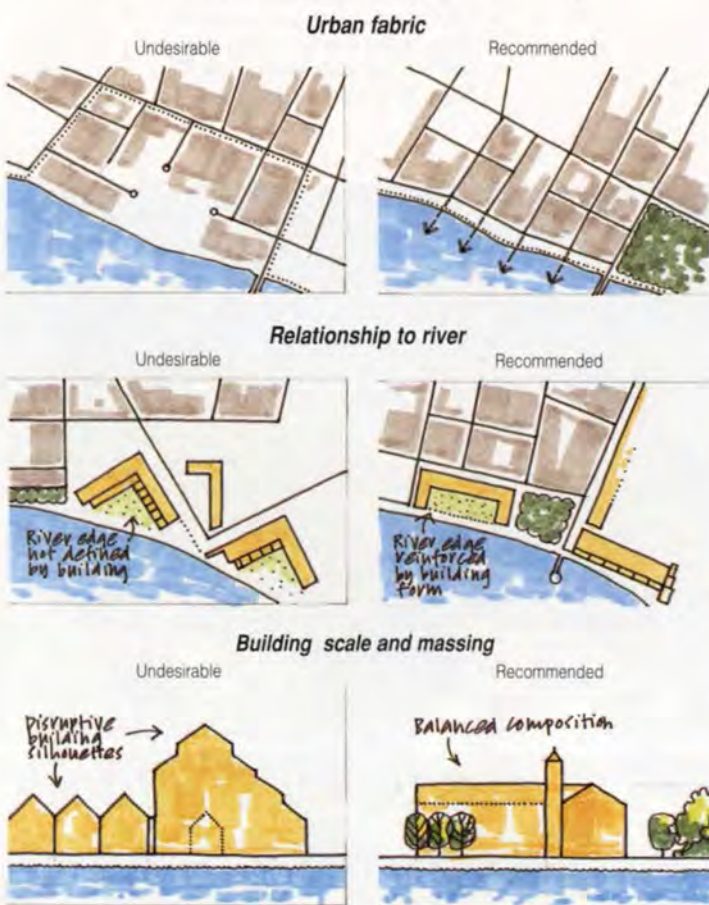 Urban fabric
Undesirable
Recommended
Relationship to river
Undesirable
Recommended
River edge
not defined
by building
River edge
reinforced
by building
form
Building scale and massing
Undesirable
Recommended
Disruptive
building
silhouettes
Balanced composition